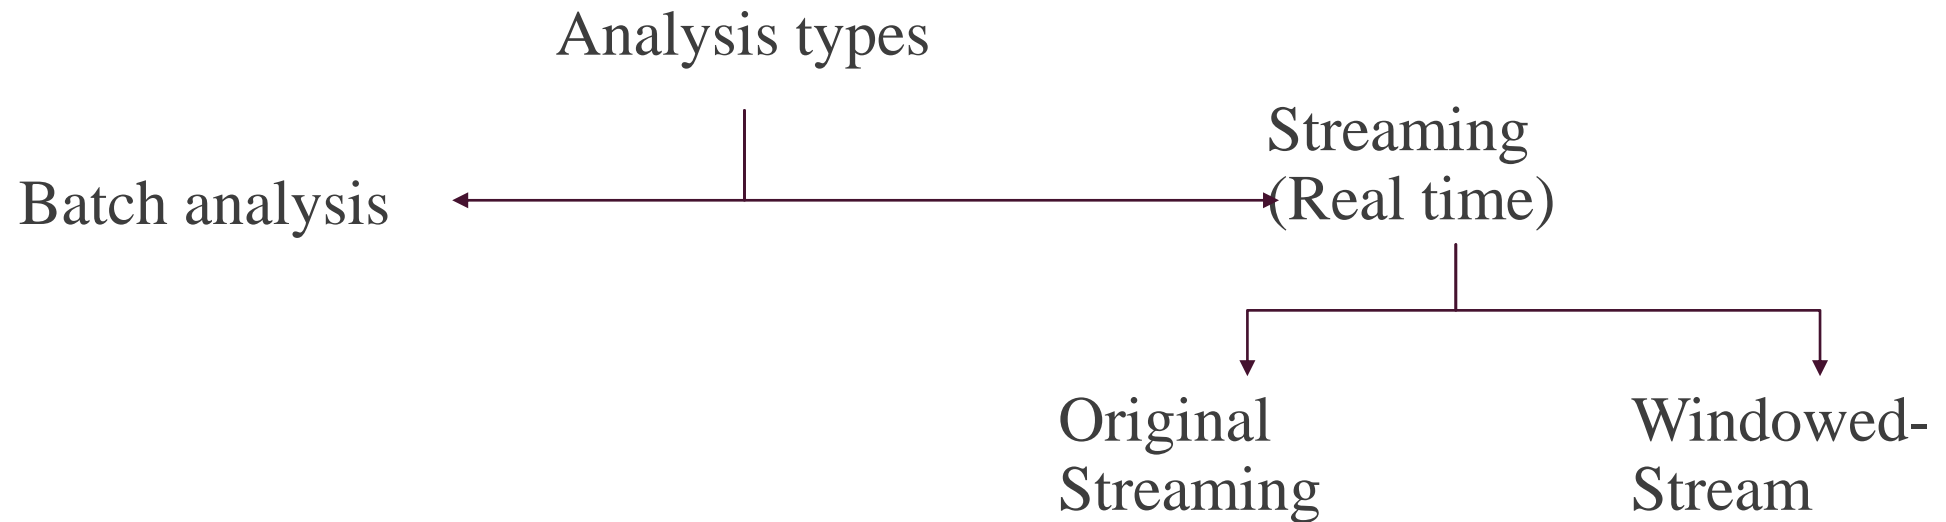 Analysis types
Batch analysis
Streaming
(Real time)
Original
Streaming
Windowed-
Stream